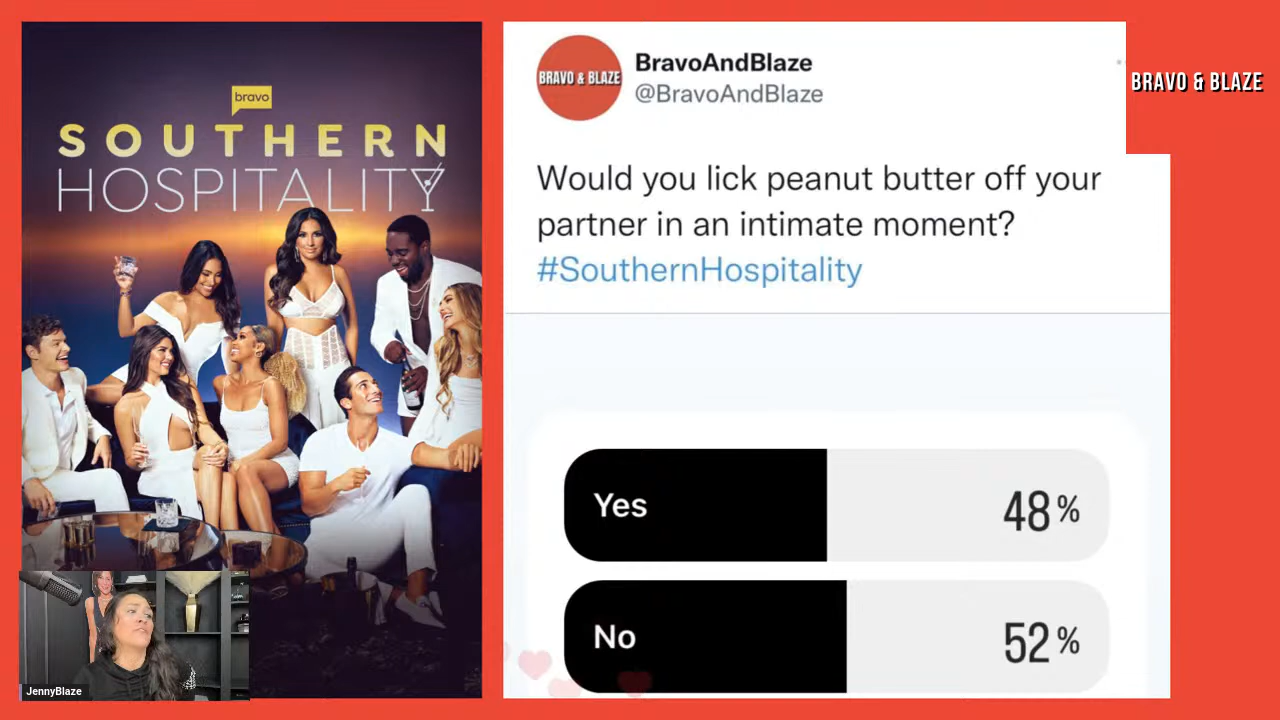 bravo
SOUTHERN
HOSPITALITY
BRAVO & BLAZE
BravoAndBlaze
@BravoAndBlaze
BRAVO & BLAZE
Would you lick peanut butter off your
partner in an intimate moment?
#SouthernHospitality
Yes 48%
No 52%
JennyBlaze